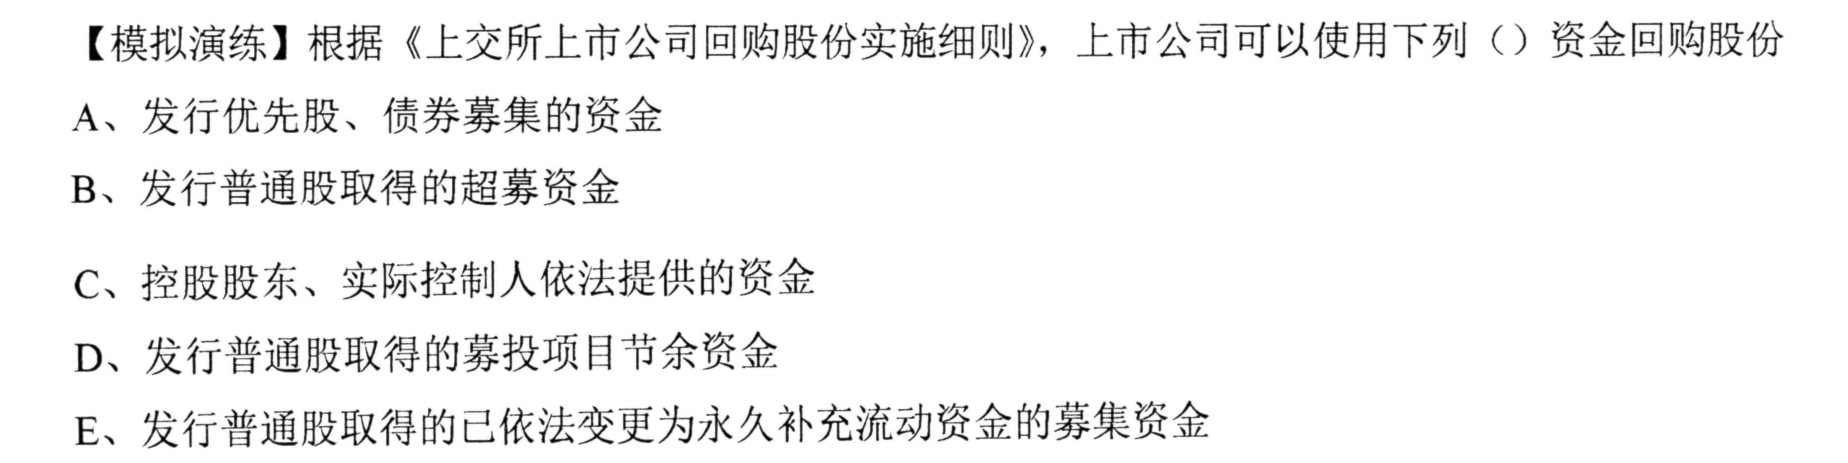 【模拟演练】根据《上交所上市公司回购股份实施细则》，上市公司可以使用下列（）资金回购股份
A、发行优先股、债券募集的资金
B、发行普通股取得的超募资金
C、控股股东、实际控制人依法提供的资金
D、发行普通股取得的募投项目节余资金
E、发行普通股取得的已依法变更为永久补充流动资金的募集资金